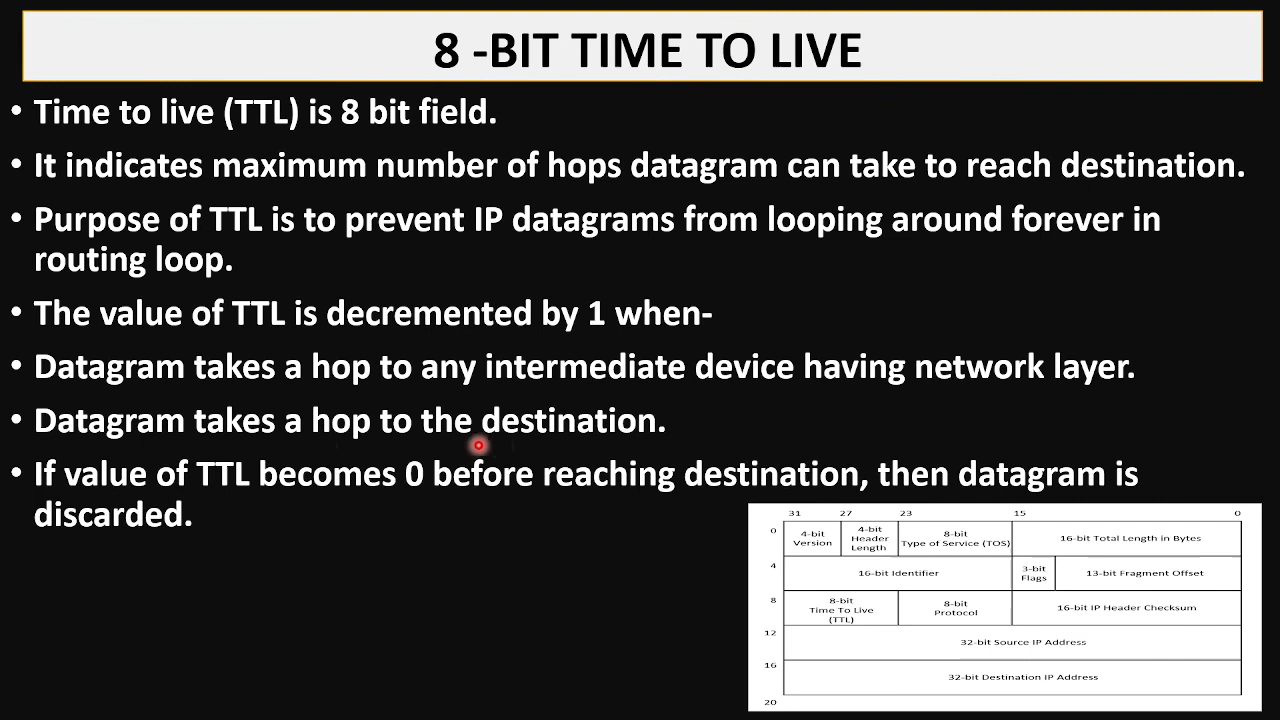 8 -BIT TIME TO LIVE
• Time to live (TTL) is 8 bit field.
• It indicates maximum number of hops datagram can take to reach destination.
• Purpose of TTL is to prevent IP datagrams from looping around forever in
routing loop.
• The value of TTL is decremented by 1 when-
• Datagram takes a hop to any intermediate device having network layer.
• Datagram takes a hop to the destination.
• If value of TTL becomes 0 before reaching destination, then datagram is
discarded.
31 27 23 15 0
0
4-bit
Version
4-bit
Header
Length
8-bit
Type of Service (TOS)
16-bit Total Length in Bytes
4
16-bit Identifier
3-bit
Flags
13-bit Fragment Offset
8
8-bit
Time To Live
(TTL)
8-bit
Protocol
16-bit IP Header Checksum
12
32-bit Source IP Address
16
32-bit Destination IP Address
20